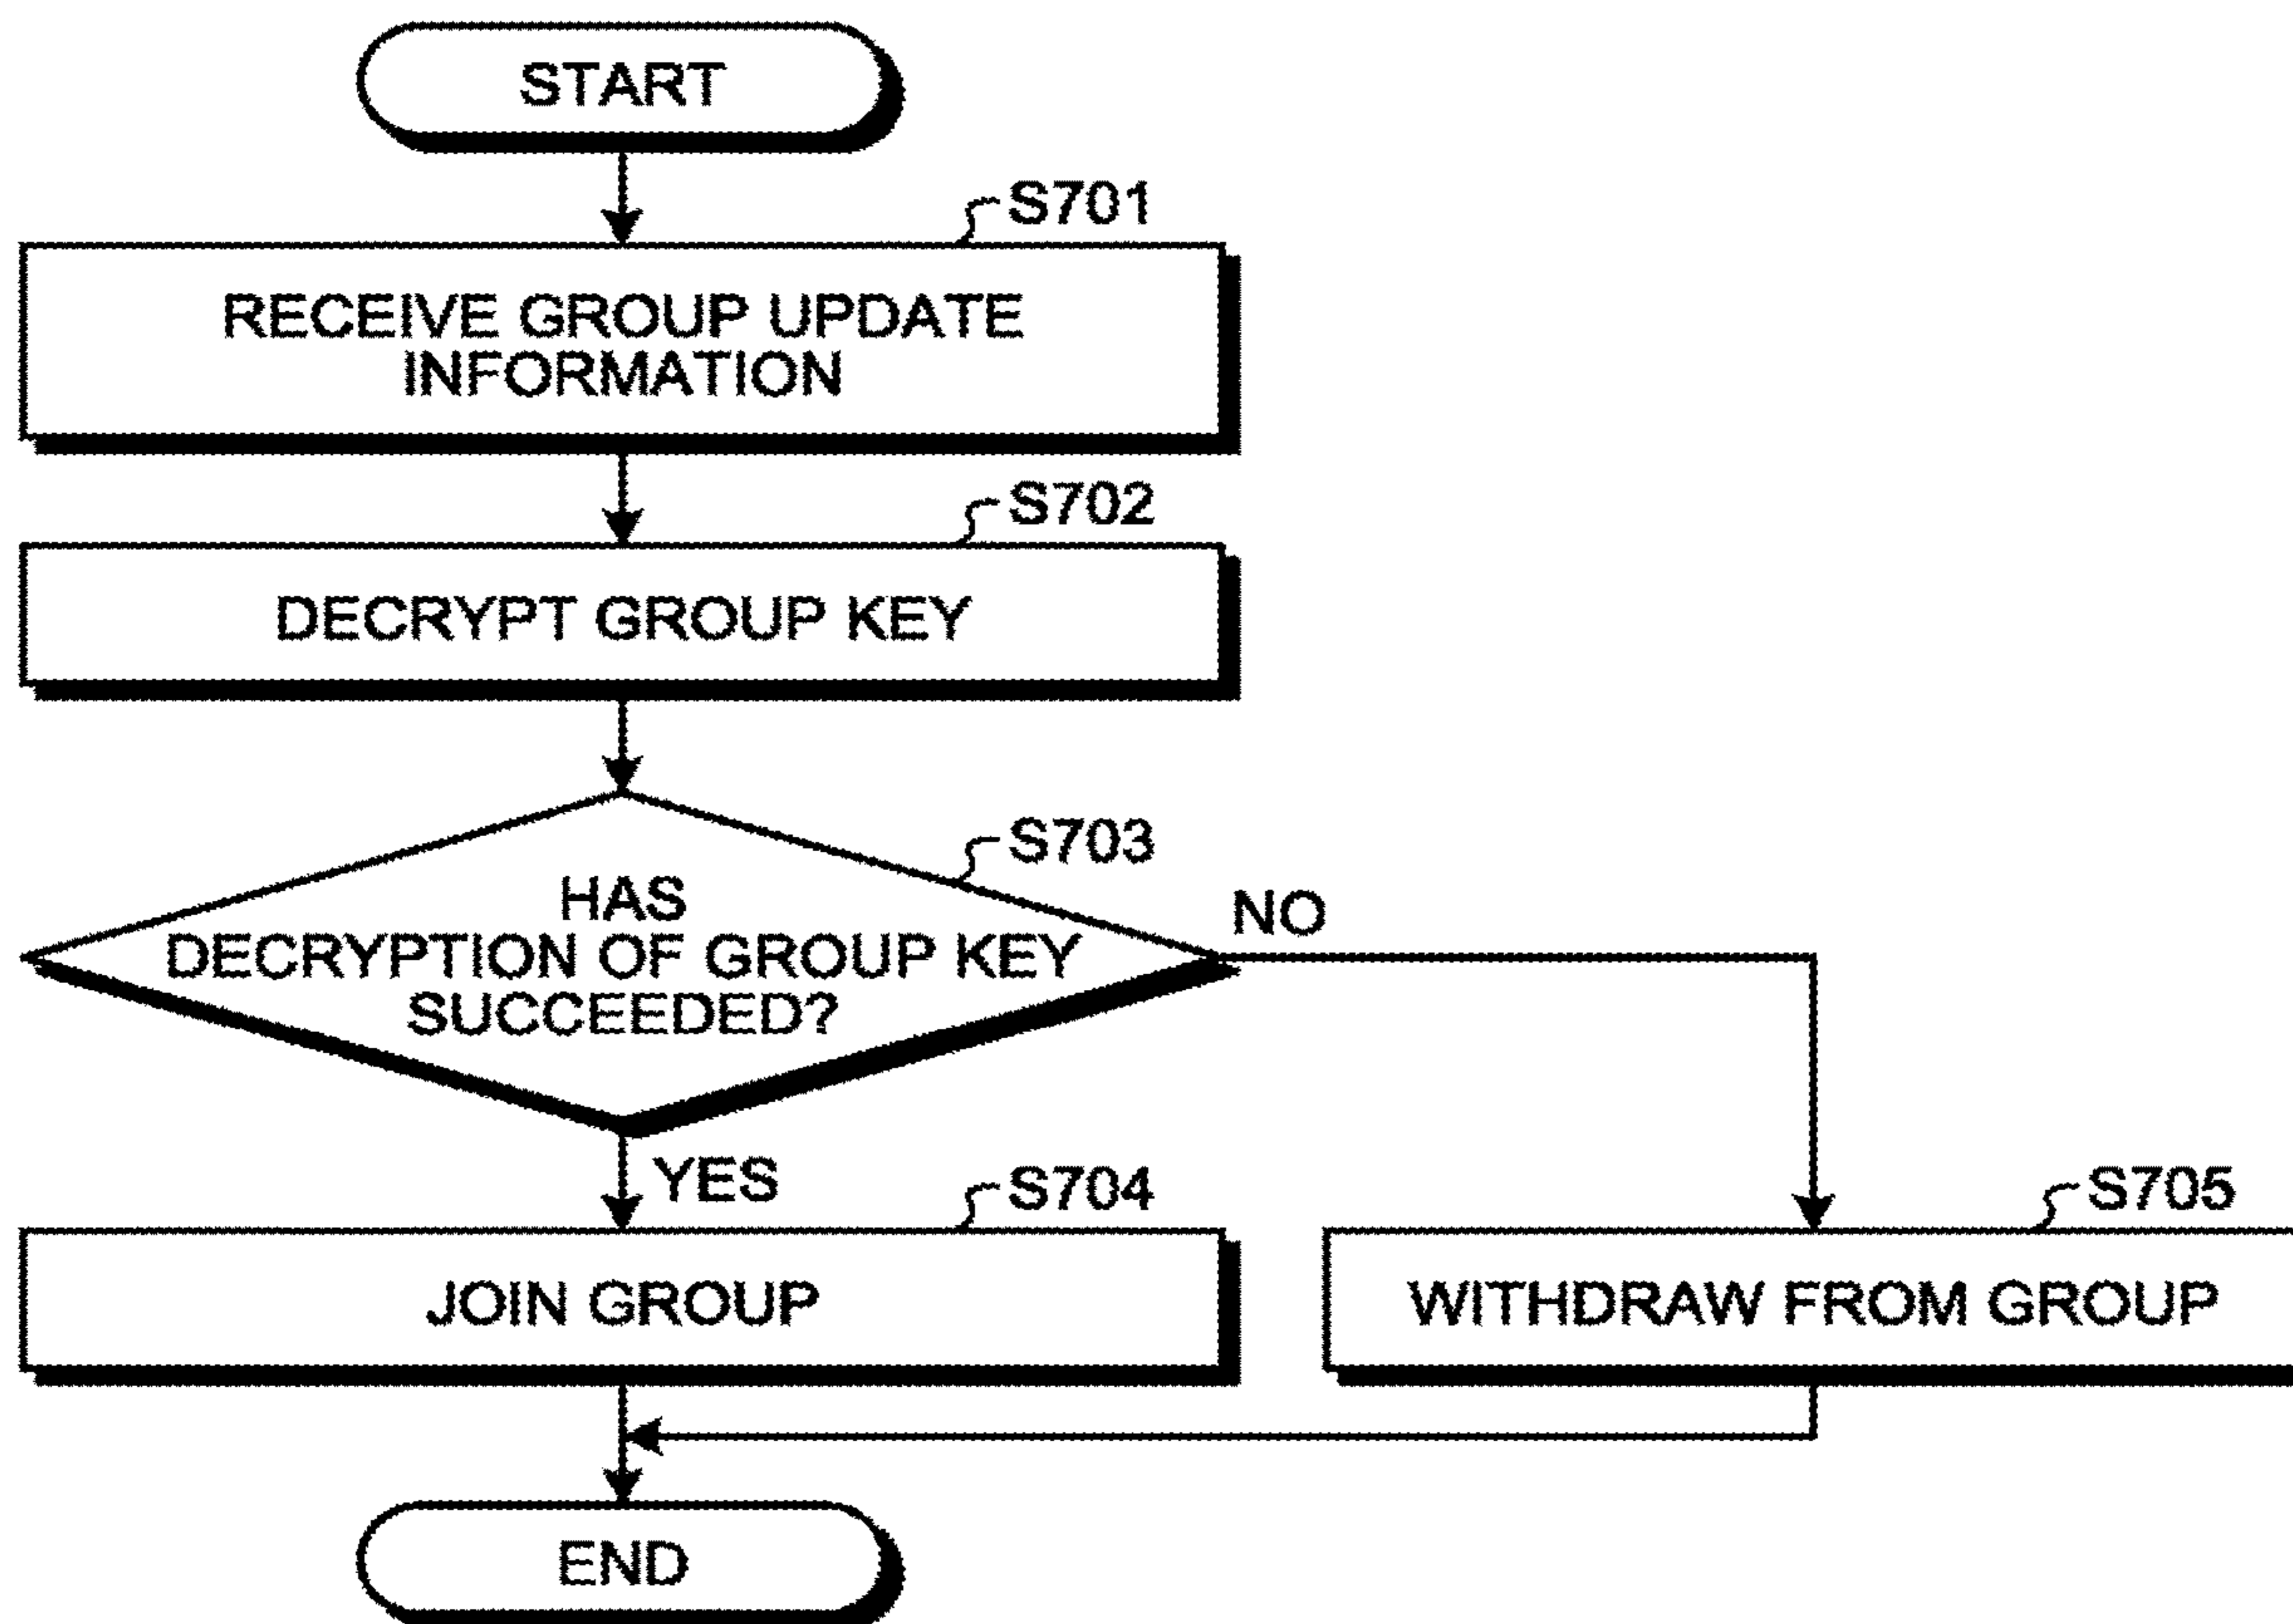 START
S701
RECEIVE GROUP UPDATE
INFORMATION
S702
DECRYPT GROUP KEY
S703
HAS
DECRYPTION OF GROUP KEY
SUCCEEDED?
NO
YES
S704
JOIN GROUP
S705
WITHDRAW FROM GROUP
END